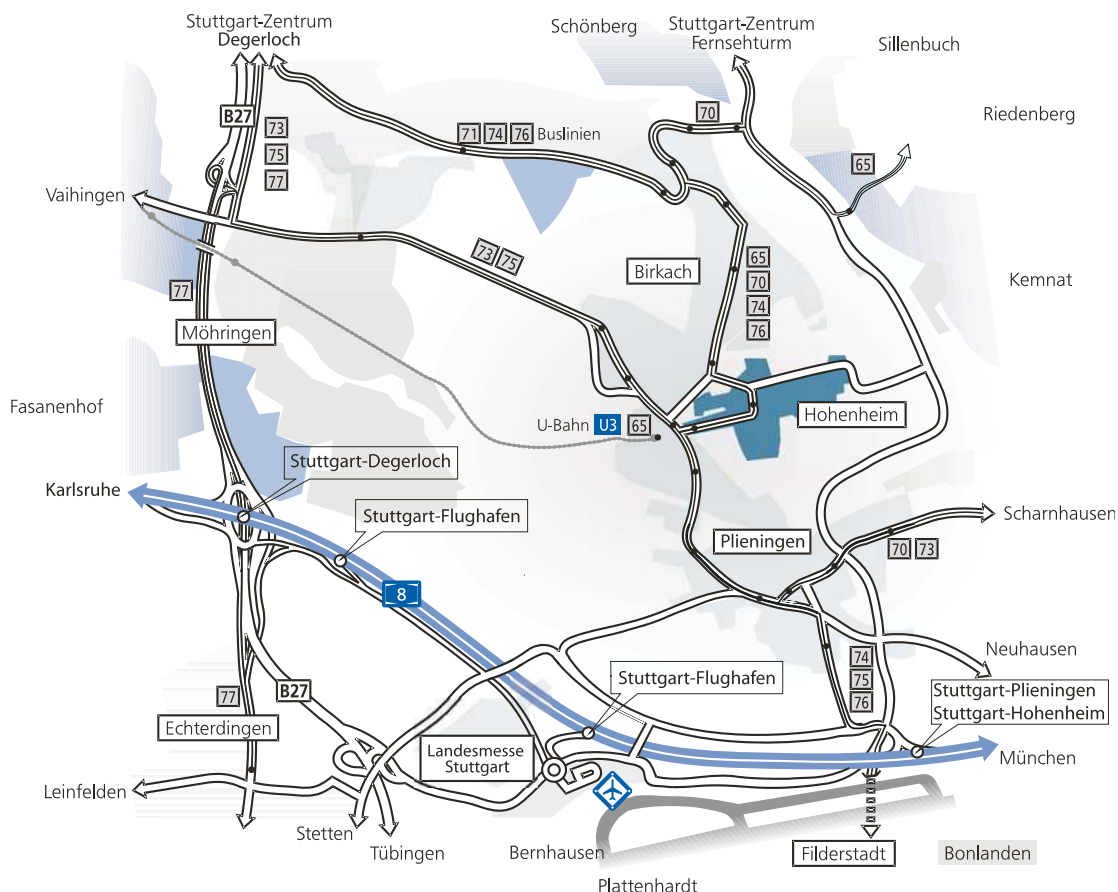 Stuttgart-Zentrum
Degerloch
Schönberg
Stuttgart-Zentrum
Fernsehturm
Sillenbuch
B27
73
75
77
71 74 76 Buslinien
70
Riedenberg
65
Vaihingen
73 75
Birkach
65
70
74
76
Kemnat
77
Möhringen
Fasanenhof
U-Bahn U3 65
Hohenheim
Stuttgart-Degerloch
Karlsruhe
Stuttgart-Flughafen
Scharnhausen
Plieningen
70 73
8
Neuhausen
74
75
76
77
B27
Stuttgart-Flughafen
Stuttgart-Plieningen
Stuttgart-Hohenheim
Echterdingen
Landesmesse
Stuttgart
München
Leinfelden
Stetten
Tübingen
Bernhausen
Filderstadt
Bonlanden
Plattenhardt